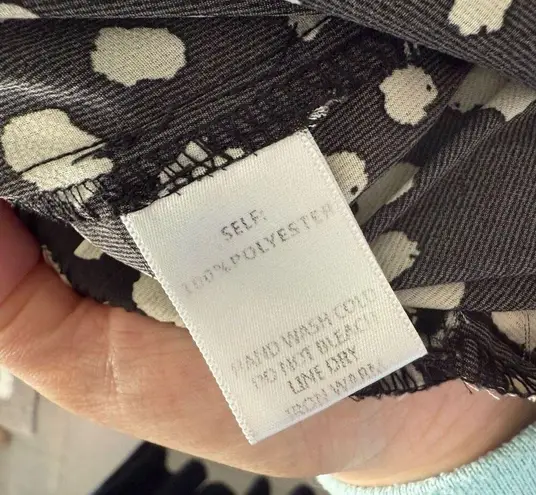 SELF:
100% POLYESTER
HAND WASH COLD
DO NOT BLEACH
LINE DRY
IRON WARM